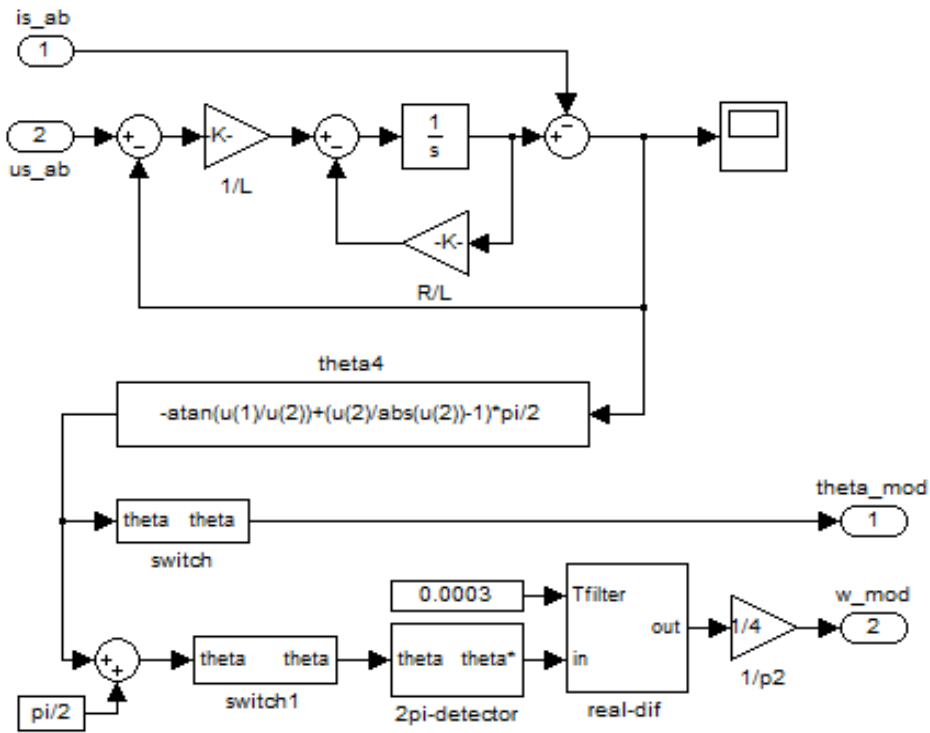 is_ab
1
2
us_ab
+
−
-K-
1/L
+
−
1
s
+
−
-K-
R/L
theta4
-atan(u(1)/u(2))+(u(2)/abs(u(2))-1)*pi/2
theta theta
switch
theta_mod
1
+
+
pi/2
theta theta
switch1
0.0003
theta theta*
2pi-detector
Tfilter
out
in
real-dif
1/4
1/p2
w_mod
2